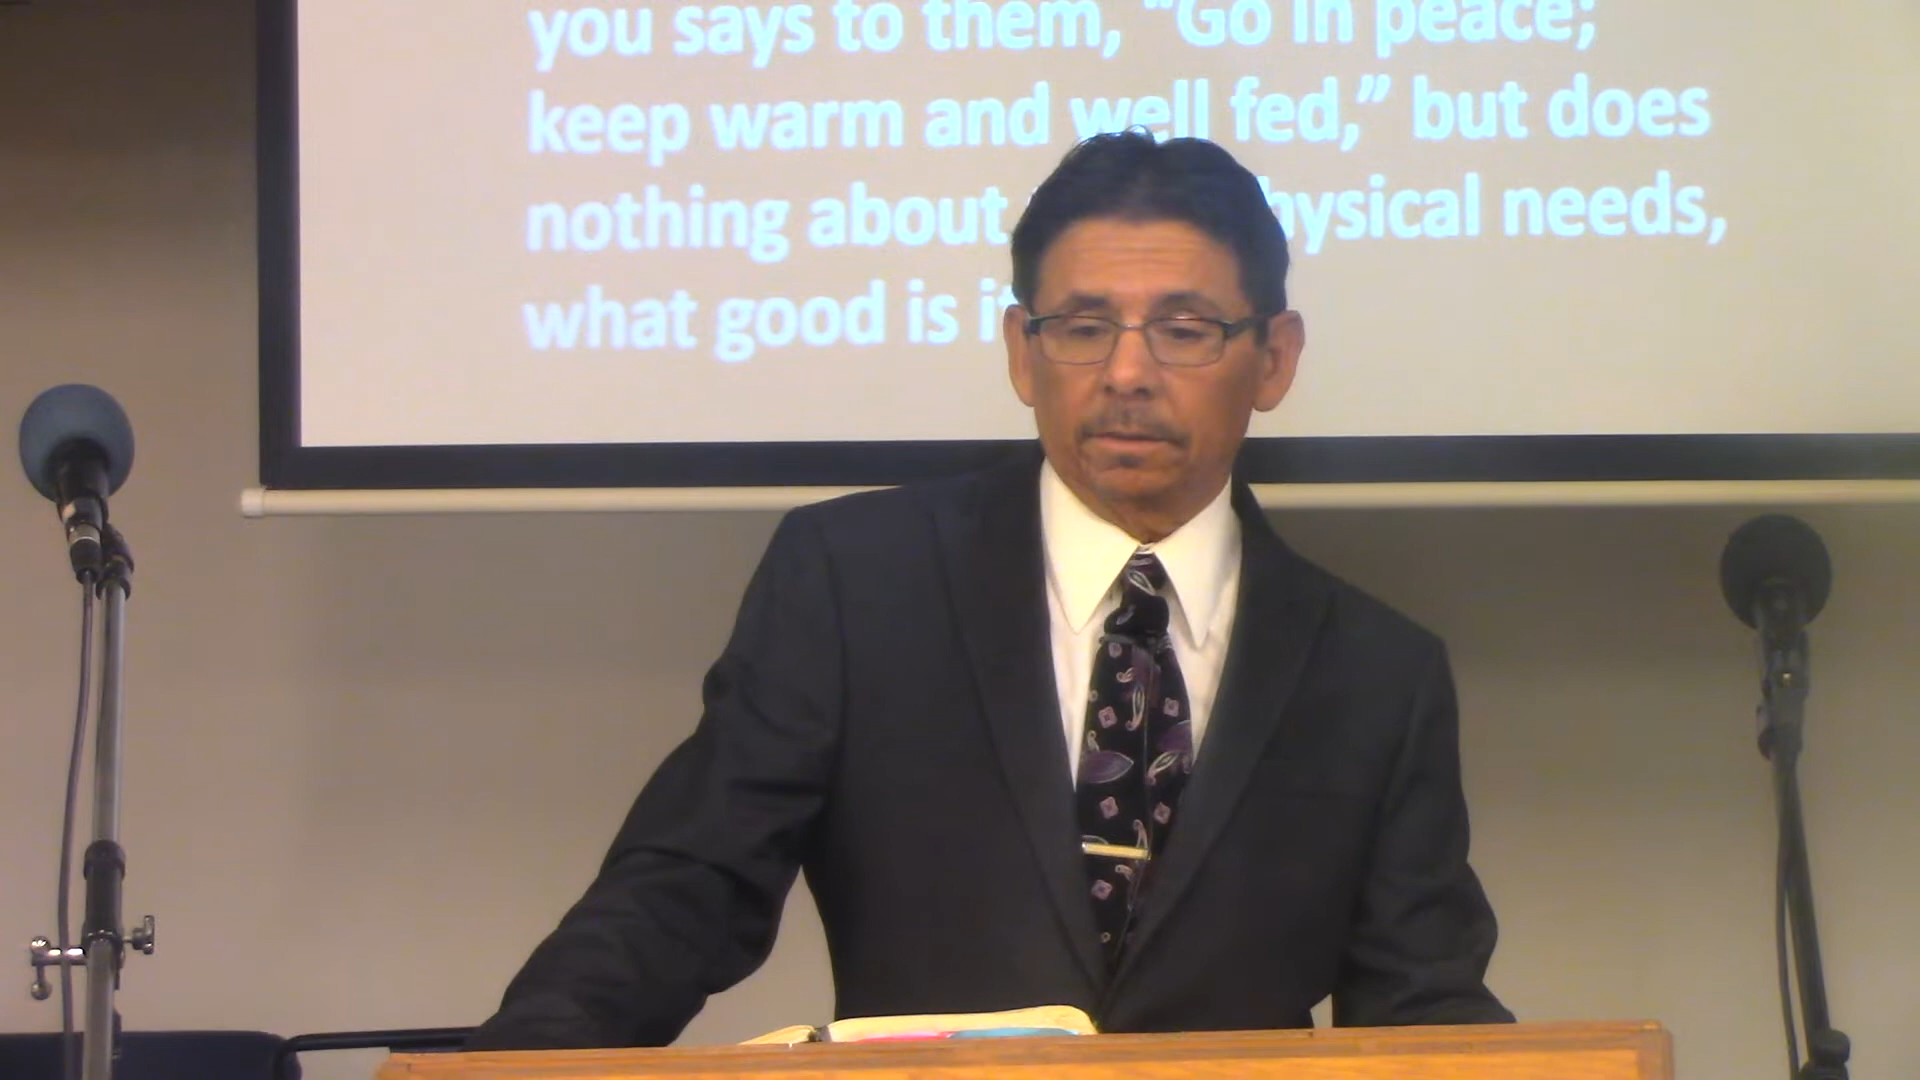 you says to them, "Go in peace;
keep warm and well fed,” but does
nothing about physical needs,
what good is it